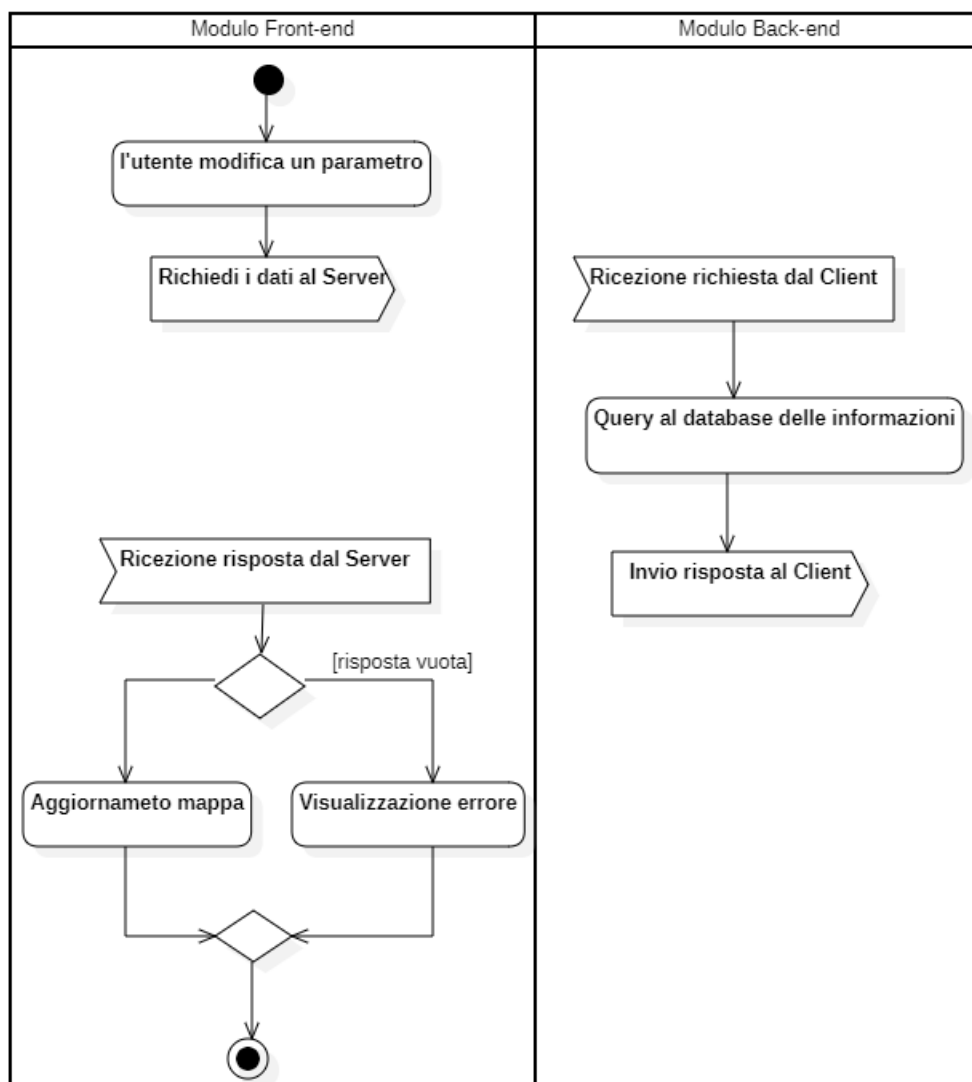 Modulo Front-end
Modulo Back-end
l'utente modifica un parametro
Richiedi i dati al Server
Ricezione richiesta dal Client
Query al database delle informazioni
Ricezione risposta dal Server
Invio risposta al Client
[risposta vuota]
Aggiornameto mappa
Visualizzazione errore